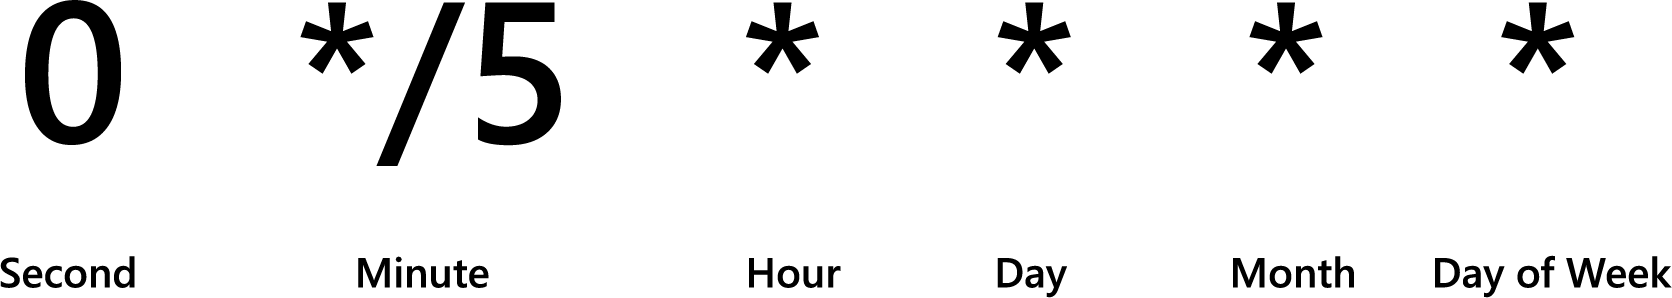 0 */5 * * * *
Second Minute Hour Day Month Day of Week